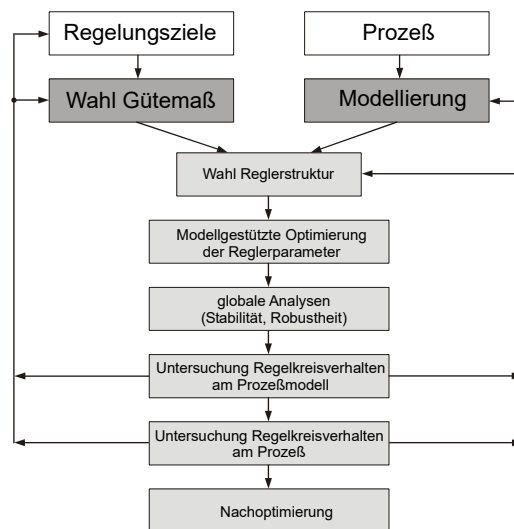 Regelungsziele
Prozeß
Wahl Gütemaß
Modellierung
Wahl Reglerstruktur
Modellgestützte Optimierung
der Reglerparameter
globale Analysen
(Stabilität, Robustheit)
Untersuchung Regelkreisverhalten
am Prozeßmodell
Untersuchung Regelkreisverhalten
am Prozeß
Nachoptimierung